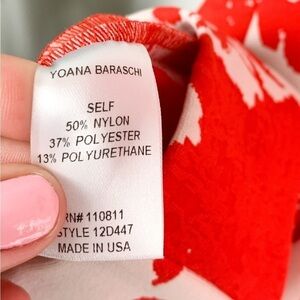 YOANA BARASCHI
SELF
50% NYLON
37% POLYESTER
13% POLYURETHANE
RN# 110811
STYLE 12D447
MADE IN USA